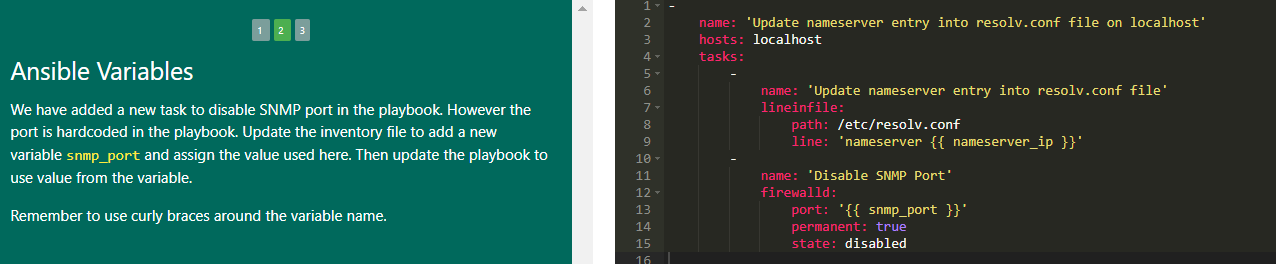 1 2 3
Ansible Variables
We have added a new task to disable SNMP port in the playbook. However the
port is hardcoded in the playbook. Update the inventory file to add a new
variable snmp_port and assign the value used here. Then update the playbook to
use value from the variable.
Remember to use curly braces around the variable name.
1 -
2 name: 'Update nameserver entry into resolv.conf file on localhost'
3 hosts: localhost
4 tasks:
5 -
6 name: 'Update nameserver entry into resolv.conf file'
7 lineinfile:
8 path: /etc/resolv.conf
9 line: 'nameserver {{ nameserver_ip }}'
10 -
11 name: 'Disable SNMP Port'
12 firewalld:
13 port: '{{ snmp_port }}'
14 permanent: true
15 state: disabled
16